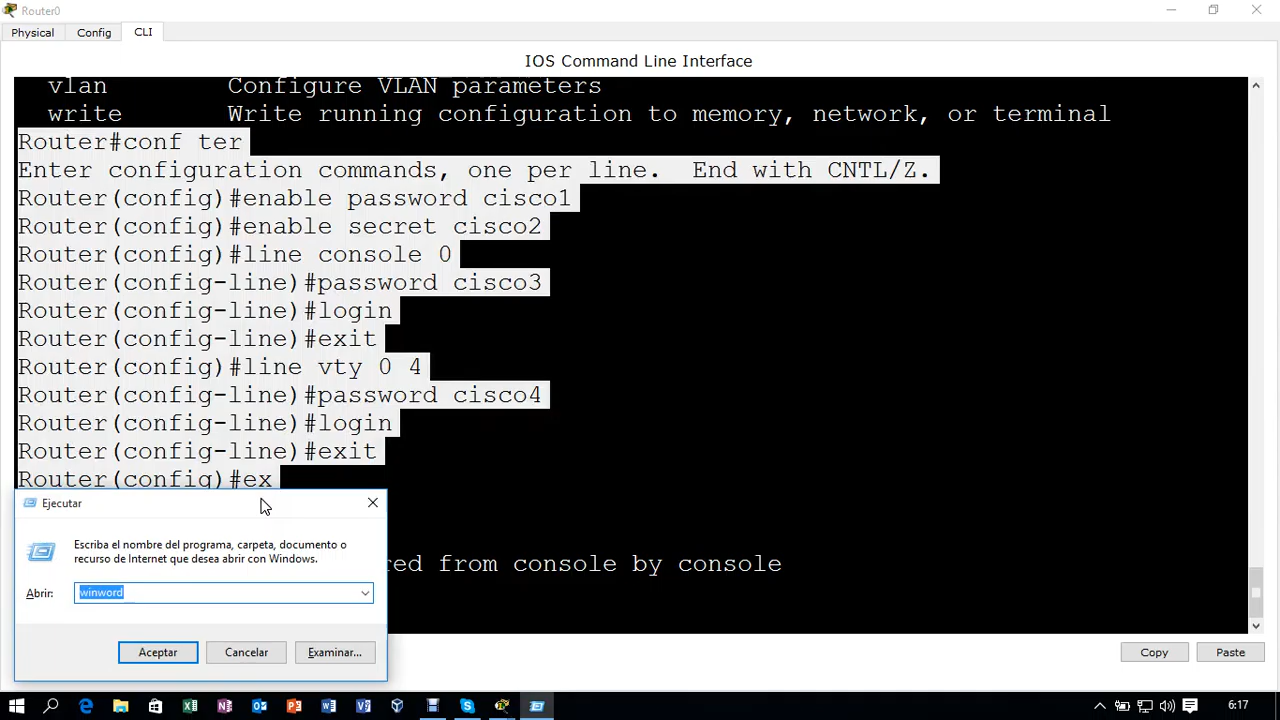 Router0
Physical Config CLI
IOS Command Line Interface
vlan Configure VLAN parameters
write Write running configuration to memory, network, or terminal
Router#conf ter
Enter configuration commands, one per line. End with CNTL/Z.
Router(config)#enable password cisco1
Router(config)#enable secret cisco2
Router(config)#line console 0
Router(config-line)#password cisco3
Router(config-line)#login
Router(config-line)#exit
Router(config)#line vty 0 4
Router(config-line)#password cisco4
Router(config-line)#login
Router(config-line)#exit
Router(config)#ex
Ejecutar
Escriba el nombre del programa, carpeta, documento o
recurso de Internet que desea abrir con Windows.
red from console by console
Abrir: winword
Aceptar Cancelar Examinar...
Copy Paste
6:17